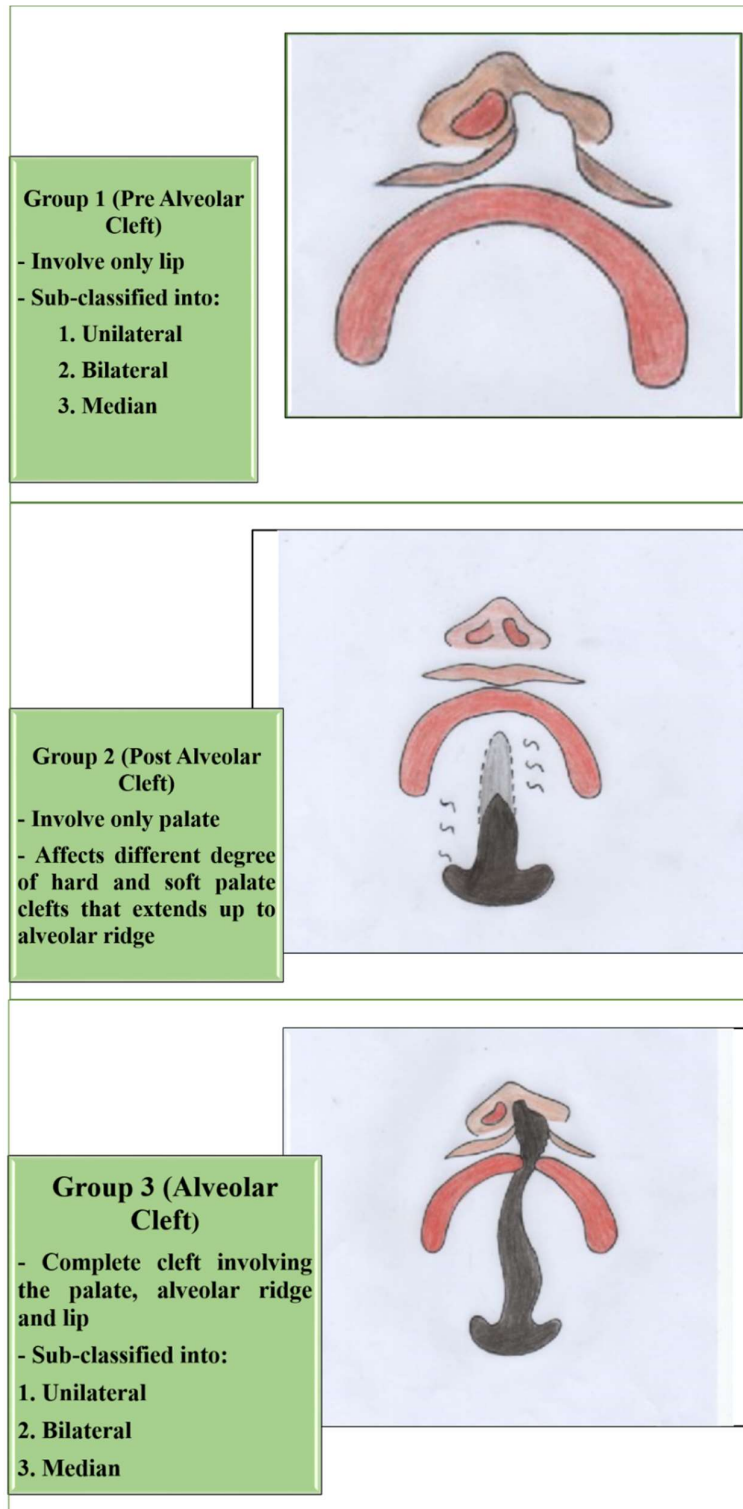 Group 1 (Pre Alveolar
Cleft)
- Involve only lip
- Sub-classified into:
1. Unilateral
2. Bilateral
3. Median
Group 2 (Post Alveolar
Cleft)
- Involve only palate
- Affects different degree
of hard and soft palate
clefts that extends up to
alveolar ridge
Group 3 (Alveolar
Cleft)
- Complete cleft involving
the palate, alveolar ridge
and lip
- Sub-classified into:
1. Unilateral
2. Bilateral
3. Median